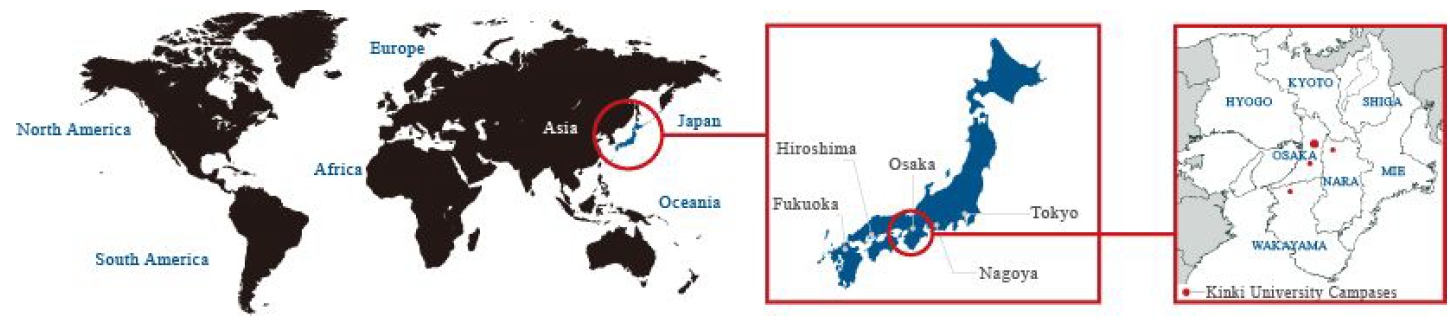 Europe
North America
Asia
Japan
Africa
Oceania
South America
Hiroshima
Osaka
Fukuoka
Tokyo
Nagoya
KYOTO
HYOGO
SHIGA
OSAKA
MIE
NARA
WAKAYAMA
Kinki University Campases